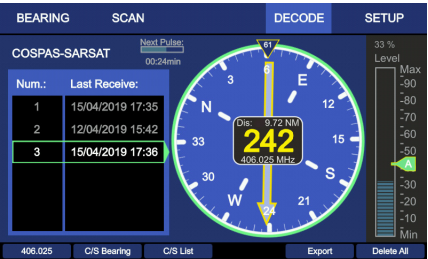 BEARING SCAN DECODE SETUP
COSPAS-SARSAT
Next Pulse:
00:24min
Num.: Last Receive:
1 15/04/2019 17:35
2 12/04/2019 15:42
3 15/04/2019 17:36
61
6
3
E
N
12
33
15
30
S
W
21
24
Dis: 9.72 NM
242
406.025 MHz
33 %
Level
Max
-90
-80
-70
-60
-50
A
-30
-20
-10
Min
406.025 C/S Bearing C/S List Export Delete All